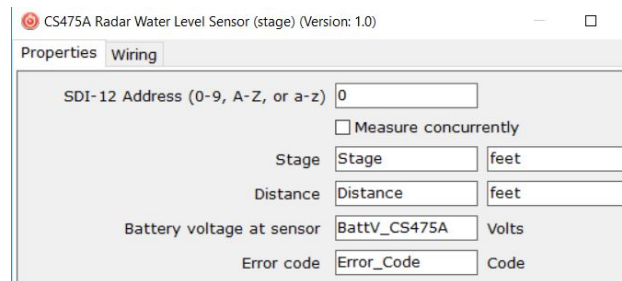 CS475A Radar Water Level Sensor (stage) (Version: 1.0)
Properties Wiring
SDI-12 Address (0-9, A-Z, or a-z) 0
Measure concurrently
Stage Stage feet
Distance Distance feet
Battery voltage at sensor BattV_CS475A Volts
Error code Error_Code Code